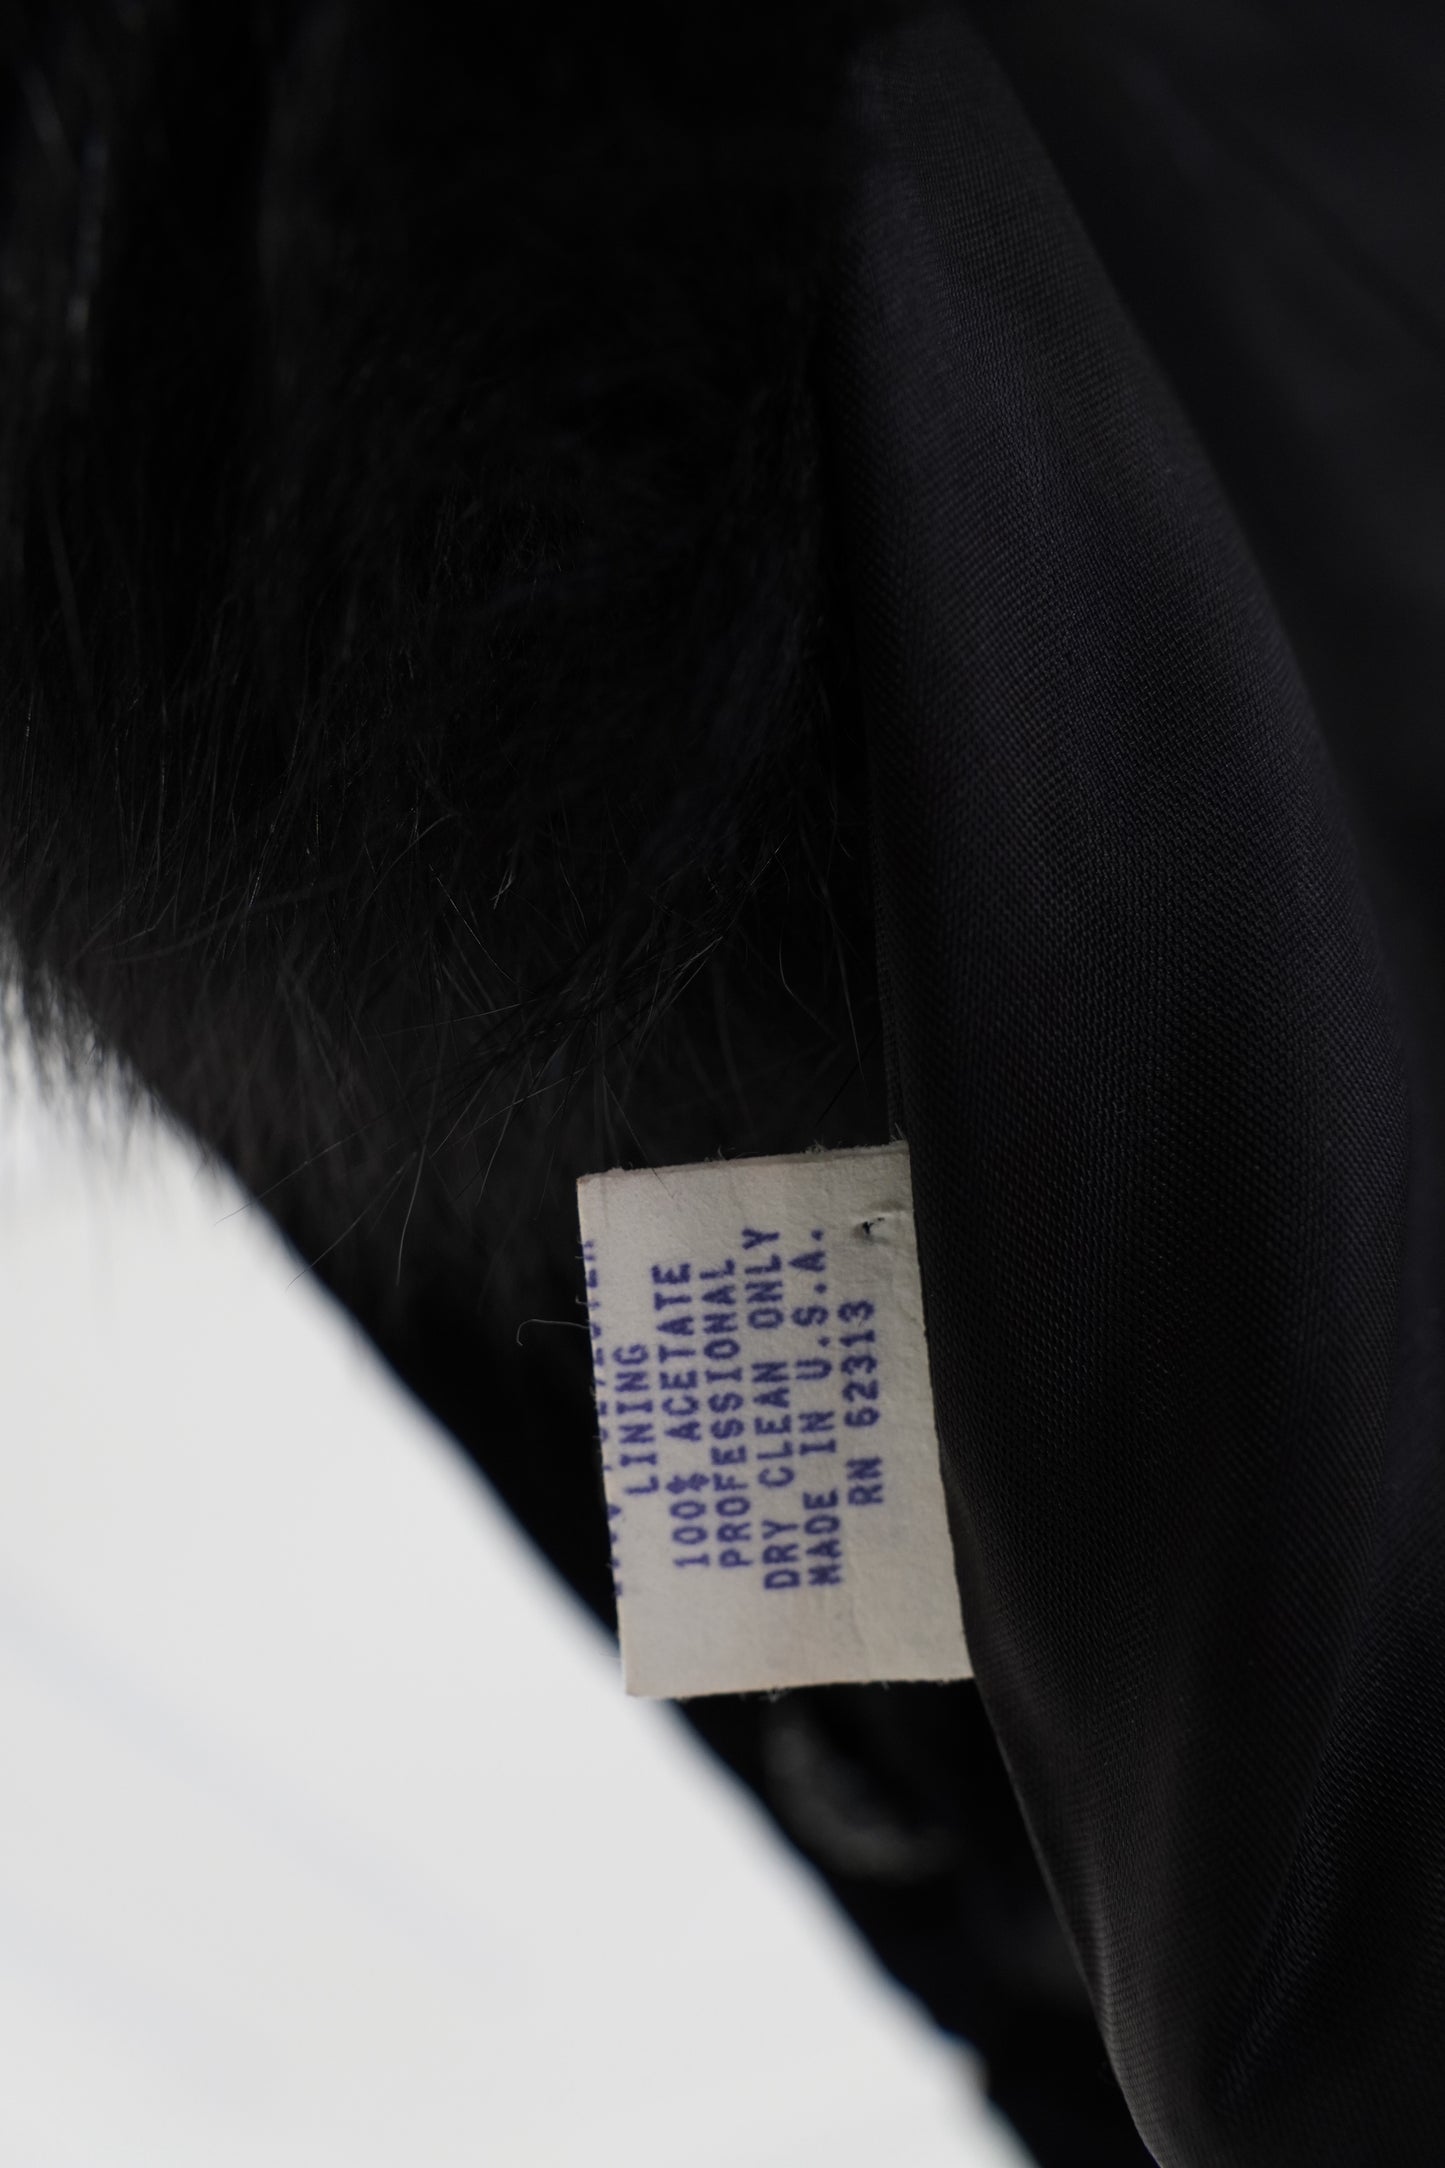 LINING
100% ACETATE
PROFESSIONAL
DRY CLEAN ONLY
MADE IN U.S.A.
RN 62313